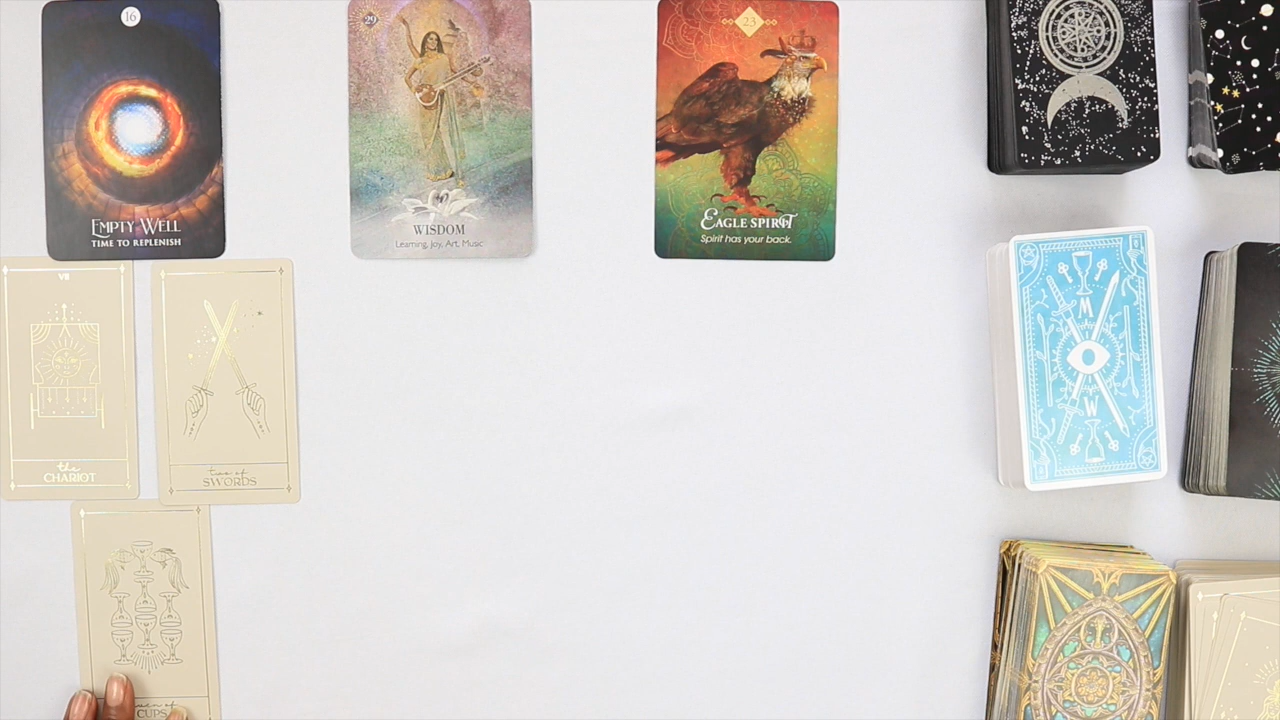 16
EMPTY WELL
TIME TO REPLENISH
29
WISDOM
Learning, Joy, Art, Music
23
EAGLE SPIRIT
Spirit has your back.
VII
the
CHARIOT
two of
SWORDS
CUPS
M
W